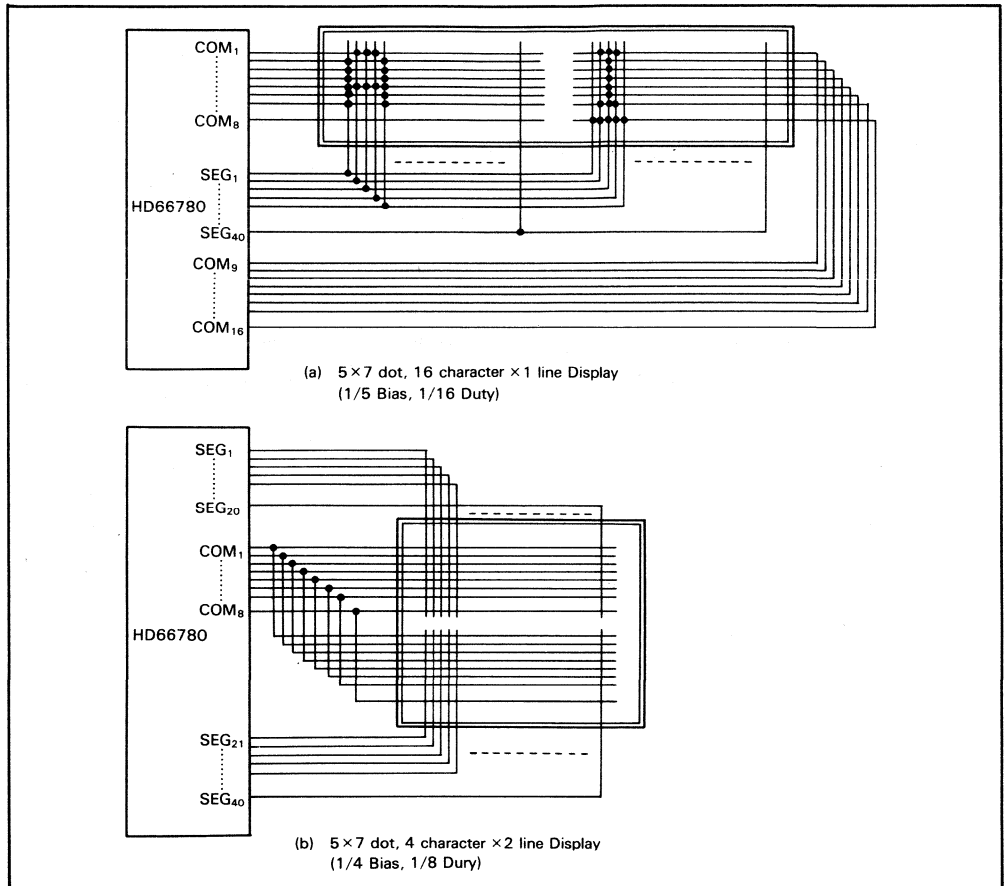 COM₁
COM₈
SEG₁
HD66780
SEG₄₀
COM₉
COM₁₆
(a) 5×7 dot, 16 character ×1 line Display
(1/5 Bias, 1/16 Duty)
SEG₁
SEG₂₀
COM₁
COM₈
HD66780
SEG₂₁
SEG₄₀
(b) 5×7 dot, 4 character ×2 line Display
(1/4 Bias, 1/8 Dury)